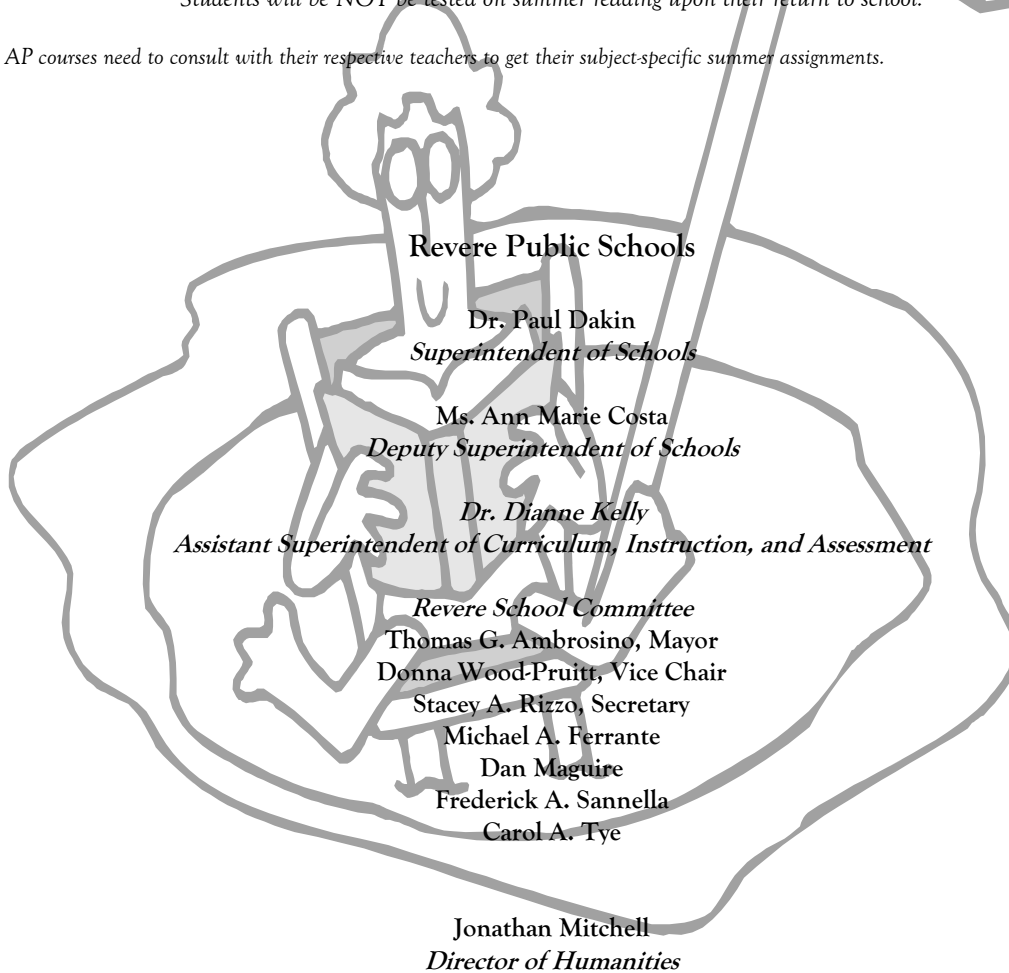 Students will be NOT be tested on summer reading upon their return to school.
AP courses need to consult with their respective teachers to get their subject-specific summer assignments.
Revere Public Schools
Dr. Paul Dakin
Superintendent of Schools
Ms. Ann Marie Costa
Deputy Superintendent of Schools
Dr. Dianne Kelly
Assistant Superintendent of Curriculum, Instruction, and Assessment
Revere School Committee
Thomas G. Ambrosino, Mayor
Donna Wood-Pruitt, Vice Chair
Stacey A. Rizzo, Secretary
Michael A. Ferrante
Dan Maguire
Frederick A. Sannella
Carol A. Tye
Jonathan Mitchell
Director of Humanities